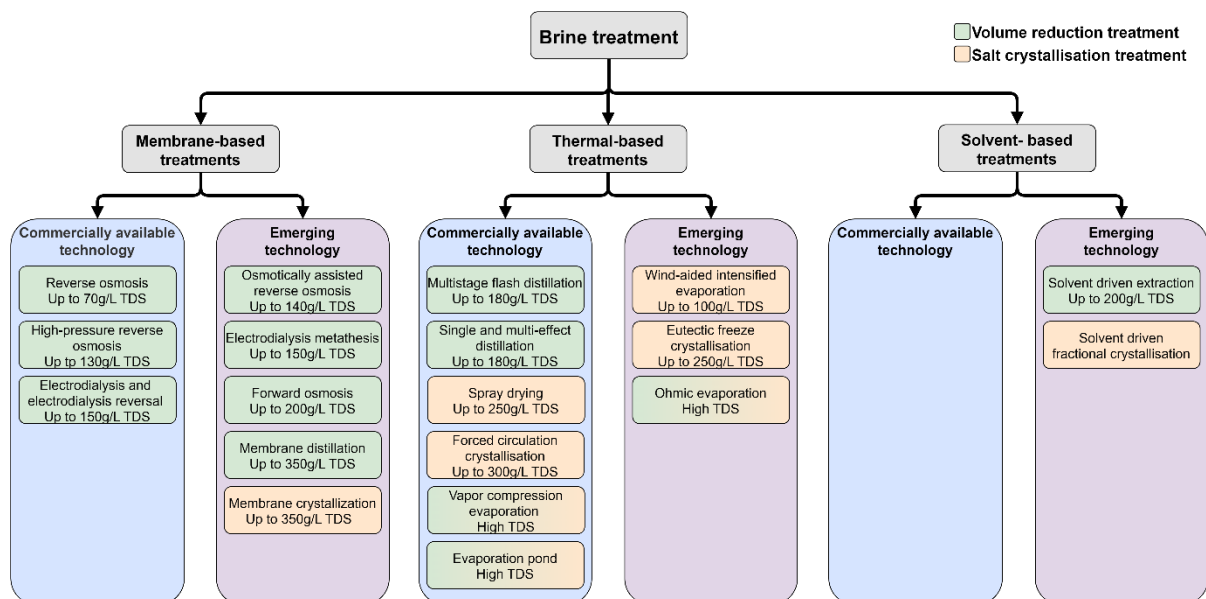 Brine treatment
Volume reduction treatment
Salt crystallisation treatment
Membrane-based
treatments
Thermal-based
treatments
Solvent- based
treatments
Commercially available
technology
Reverse osmosis
Up to 70g/L TDS
High-pressure reverse
osmosis
Up tp 130g/L TDS
Electrodialysis and
electrodialysis reversal
Up to 150g/L TDS
Emerging
technology
Osmotically assisted
reverse osmosis
Up to 140g/L TDS
Electrodialysis metathesis
Up to 150g/L TDS
Forward osmosis
Up to 200g/L TDS
Membrane distillation
Up to 350g/L TDS
Membrane crystallization
Up to 350g/L TDS
Commercially available
technology
Multistage flash distillation
Up to 180g/L TDS
Single and multi-effect
distillation
Up to 180g/L TDS
Spray drying
Up to 250g/L TDS
Forced circulation
crystallisation
Up to 300g/L TDS
Vapor compression
evaporation
High TDS
Evaporation pond
High TDS
Emerging
technology
Wind-aided intensified
evaporation
Up to 100g/L TDS
Eutectic freeze
crystallisation
Up to 250g/L TDS
Ohmic evaporation
High TDS
Commercially available
technology
Emerging
technology
Solvent driven extraction
Up to 200g/L TDS
Solvent driven
fractional crystallisation